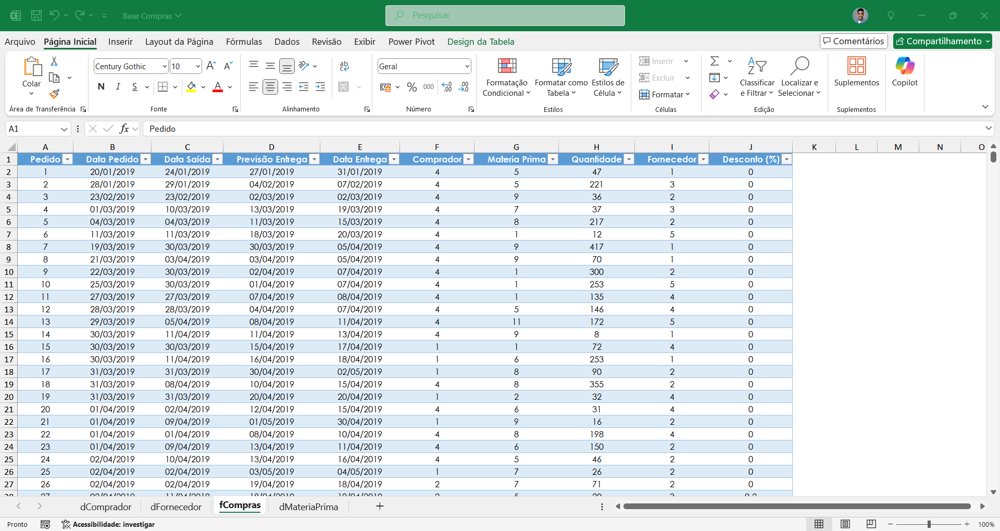 Base Compras
Pesquisar
Arquivo Página Inicial Inserir Layout da Página Fórmulas Dados Revisão Exibir Power Pivot Design da Tabela Comentários Compartilhamento
Colar
Área de Transferência
Century Gothic 10
N I S
Fonte
Alinhamento
Geral
% 000
Número
Formatação Condicional
Formatar como Tabela
Estilos de Célula
Estilos
Inserir
Excluir
Formatar
Células
Classificar e Filtrar
Localizar e Selecionar
Edição
Suplementos
Suplementos
Copilot
A1 fx Pedido
A B C D E F G H I J K L M N O
1 Pedido Data Pedido Data Saída Previsão Entrega Data Entrega Comprador Materia Prima Quantidade Fornecedor Desconto (%)
2 1 20/01/2019 24/01/2019 27/01/2019 31/01/2019 4 5 47 1 0
3 2 28/01/2019 29/01/2019 04/02/2019 07/02/2019 4 5 221 3 0
4 3 23/02/2019 23/02/2019 02/03/2019 02/03/2019 4 9 36 2 0
5 4 01/03/2019 10/03/2019 13/03/2019 19/03/2019 4 7 37 3 0
6 5 04/03/2019 04/03/2019 11/03/2019 15/03/2019 4 8 217 2 0
7 6 11/03/2019 11/03/2019 18/03/2019 20/03/2019 4 1 12 5 0
8 7 19/03/2019 30/03/2019 30/03/2019 05/04/2019 4 9 417 1 0
9 8 21/03/2019 03/04/2019 03/04/2019 05/04/2019 4 9 70 1 0
10 9 22/03/2019 30/03/2019 02/04/2019 07/04/2019 4 1 300 2 0
11 10 25/03/2019 30/03/2019 01/04/2019 07/04/2019 4 1 253 5 0
12 11 27/03/2019 27/03/2019 07/04/2019 08/04/2019 4 1 135 4 0
13 12 28/03/2019 28/03/2019 04/04/2019 07/04/2019 4 5 146 4 0
14 13 29/03/2019 05/04/2019 08/04/2019 11/04/2019 4 11 172 5 0
15 14 30/03/2019 11/04/2019 11/04/2019 13/04/2019 4 9 8 1 0
16 15 30/03/2019 30/03/2019 15/04/2019 17/04/2019 1 1 72 4 0
17 16 30/03/2019 11/04/2019 16/04/2019 18/04/2019 1 6 253 1 0
18 17 31/03/2019 31/03/2019 30/04/2019 02/05/2019 1 8 90 2 0
19 18 31/03/2019 08/04/2019 10/04/2019 15/04/2019 4 8 355 2 0
20 19 31/03/2019 31/03/2019 20/04/2019 20/04/2019 1 2 32 4 0
21 20 01/04/2019 02/04/2019 12/04/2019 15/04/2019 4 6 31 4 0
22 21 01/04/2019 09/04/2019 01/05/2019 30/04/2019 1 9 16 2 0
23 22 01/04/2019 01/04/2019 08/04/2019 10/04/2019 4 8 198 4 0
24 23 01/04/2019 09/04/2019 13/04/2019 11/04/2019 4 6 150 2 0
25 24 02/04/2019 10/04/2019 13/04/2019 16/04/2019 4 5 46 2 0
26 25 02/04/2019 02/04/2019 03/05/2019 04/05/2019 1 7 26 2 0
27 26 02/04/2019 02/04/2019 19/04/2019 18/04/2019 2 7 71 2 0
dComprador dFornecedor fCompras dMateriaPrima
Pronto Acessibilidade: investigar 100%